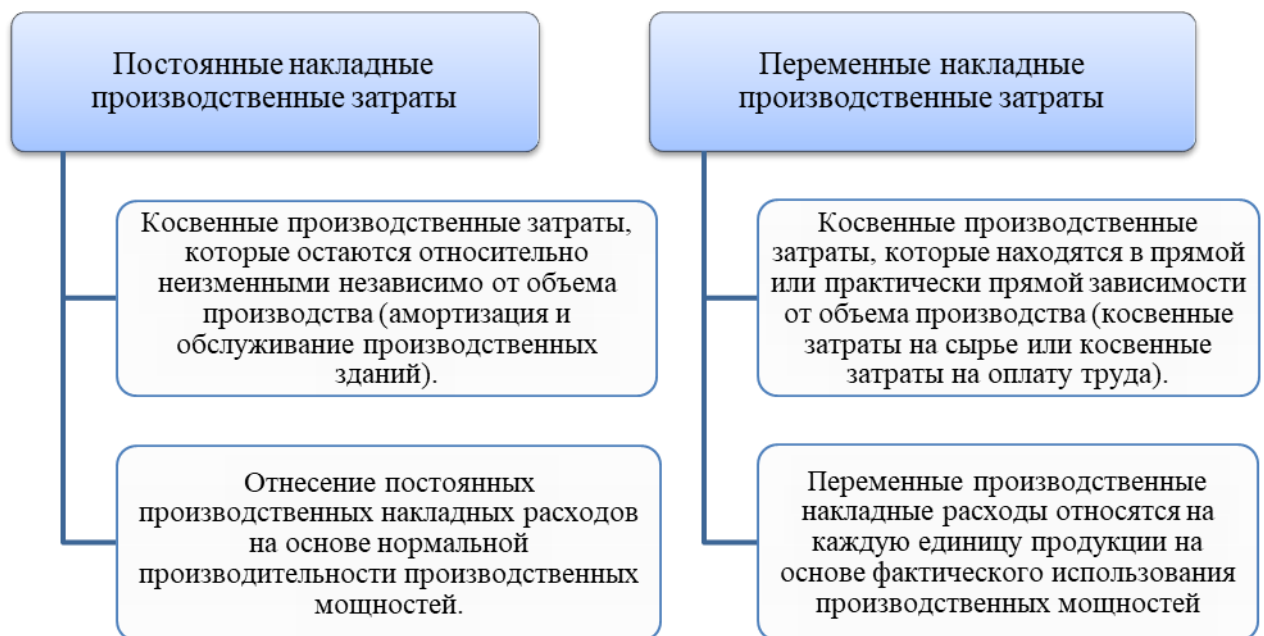 Постоянные накладные
производственные затраты
Косвенные производственные затраты,
которые остаются относительно
неизменными независимо от объема
производства (амортизация и
обслуживание производственных
зданий).
Отнесение постоянных
производственных накладных расходов
на основе нормальной
производительности производственных
мощностей.
Переменные накладные
производственные затраты
Косвенные производственные
затраты, которые находятся в прямой
или практически прямой зависимости
от объема производства (косвенные
затраты на сырье или косвенные
затраты на оплату труда).
Переменные производственные
накладные расходы относятся на
каждую единицу продукции на
основе фактического использования
производственных мощностей